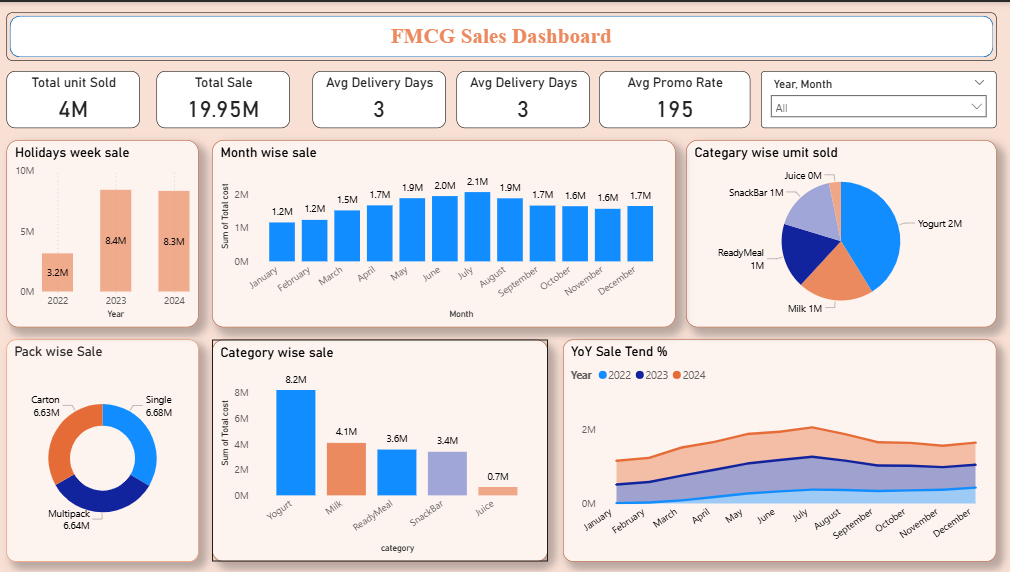 FMCG Sales Dashboard
Total unit Sold
4M
Total Sale
19.95M
Avg Delivery Days
3
Avg Delivery Days
3
Avg Promo Rate
195
Year, Month
All
Holidays week sale
10M
5M
0M
3.2M
8.4M
8.3M
2022
2023
2024
Year
Month wise sale
Sum of Total cost
2M
1M
0M
1.2M
1.2M
1.5M
1.7M
1.9M
2.0M
2.1M
1.9M
1.7M
1.6M
1.6M
1.7M
January
February
March
April
May
June
July
August
September
October
November
December
Month
Categary wise umit sold
Juice 0M
SnackBar 1M
Yogurt 2M
ReadyMeal
1M
Milk 1M
Pack wise Sale
Carton
6.63M
Single
6.68M
Multipack
6.64M
Category wise sale
Sum of Total cost
8M
6M
4M
2M
0M
8.2M
4.1M
3.6M
3.4M
0.7M
Yogurt
Milk
ReadyMeal
SnackBar
Juice
category
YoY Sale Tend %
Year 2022 2023 2024
2M
0M
January
February
March
April
May
June
July
August
September
October
November
December